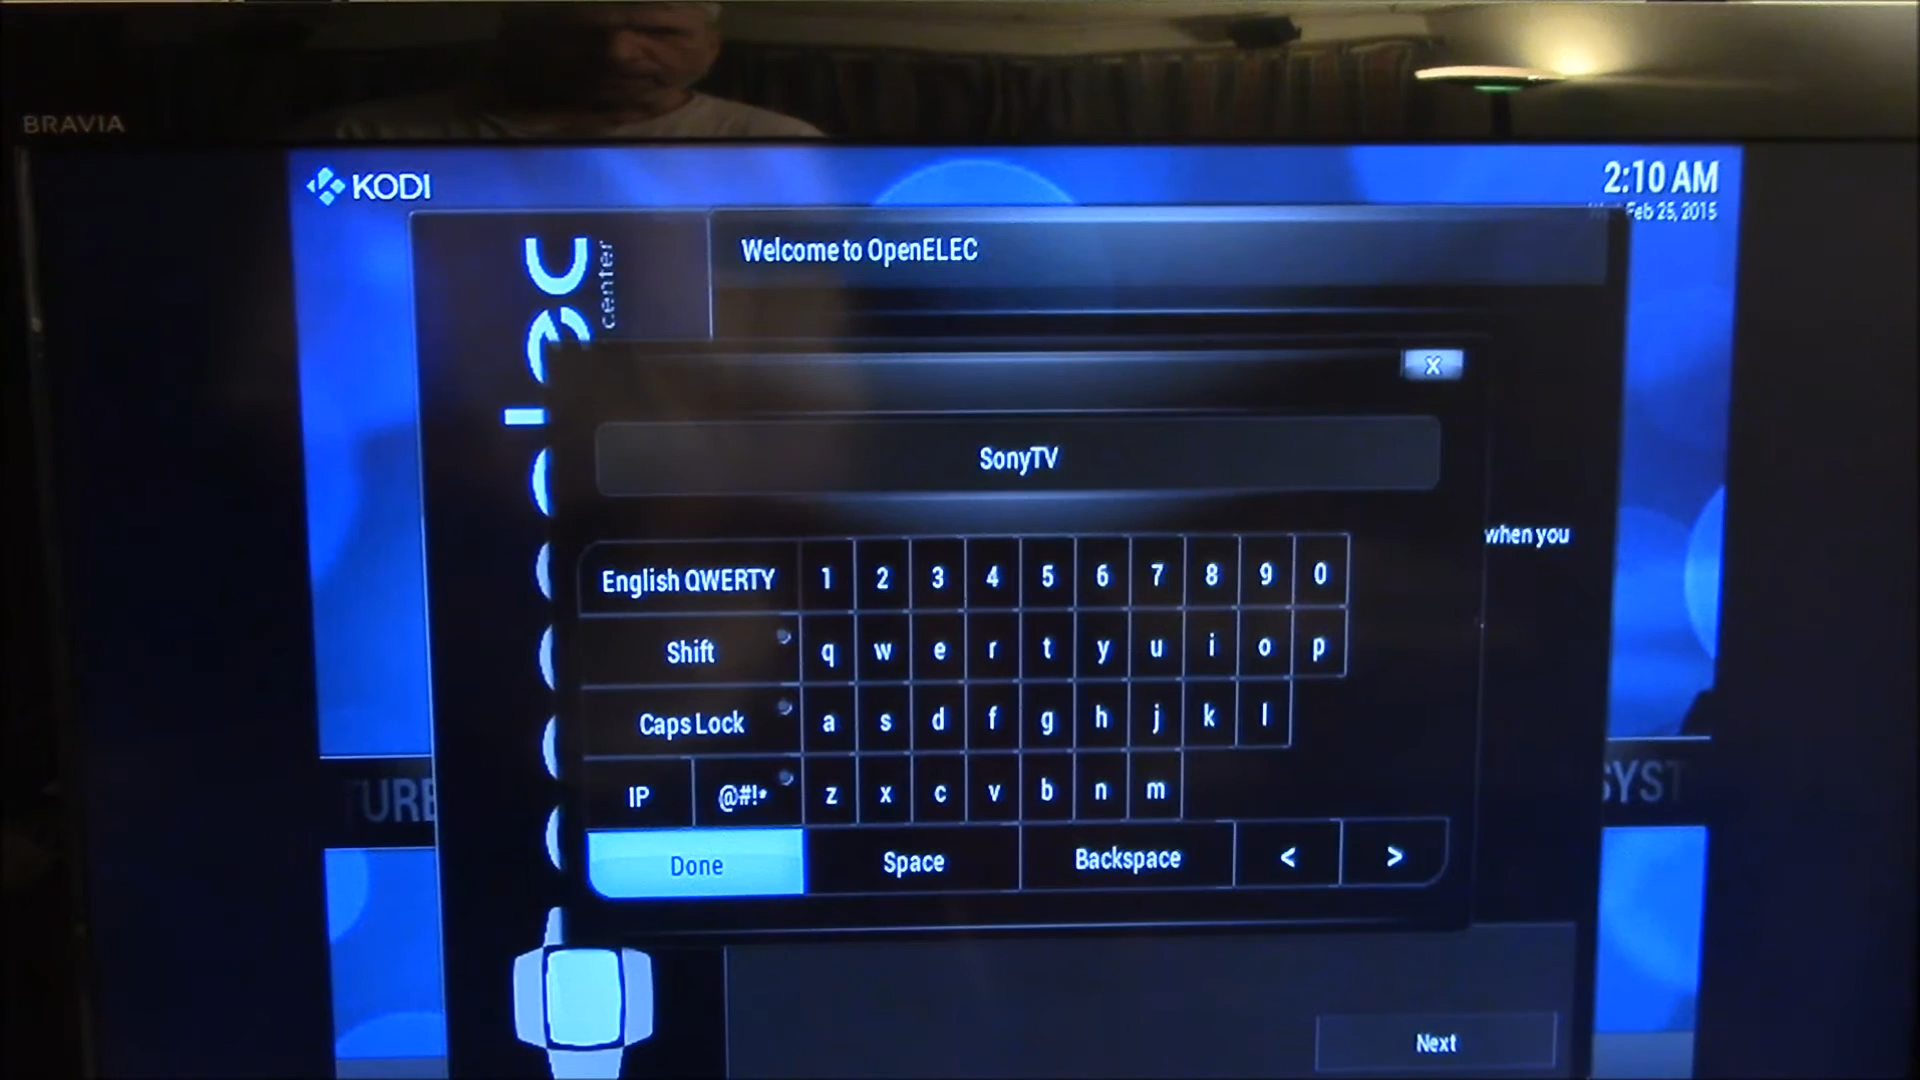 BRAVIA
KODI
2:10 AM
Feb 25, 2015
center
Welcome to OpenELEC
x
SonyTV
when you
English QWERTY 1 2 3 4 5 6 7 8 9 0
Shift q w e r t y u i o p
Caps Lock a s d f g h j k l
IP @#!* z x c v b n m
Done Space Backspace < >
Next